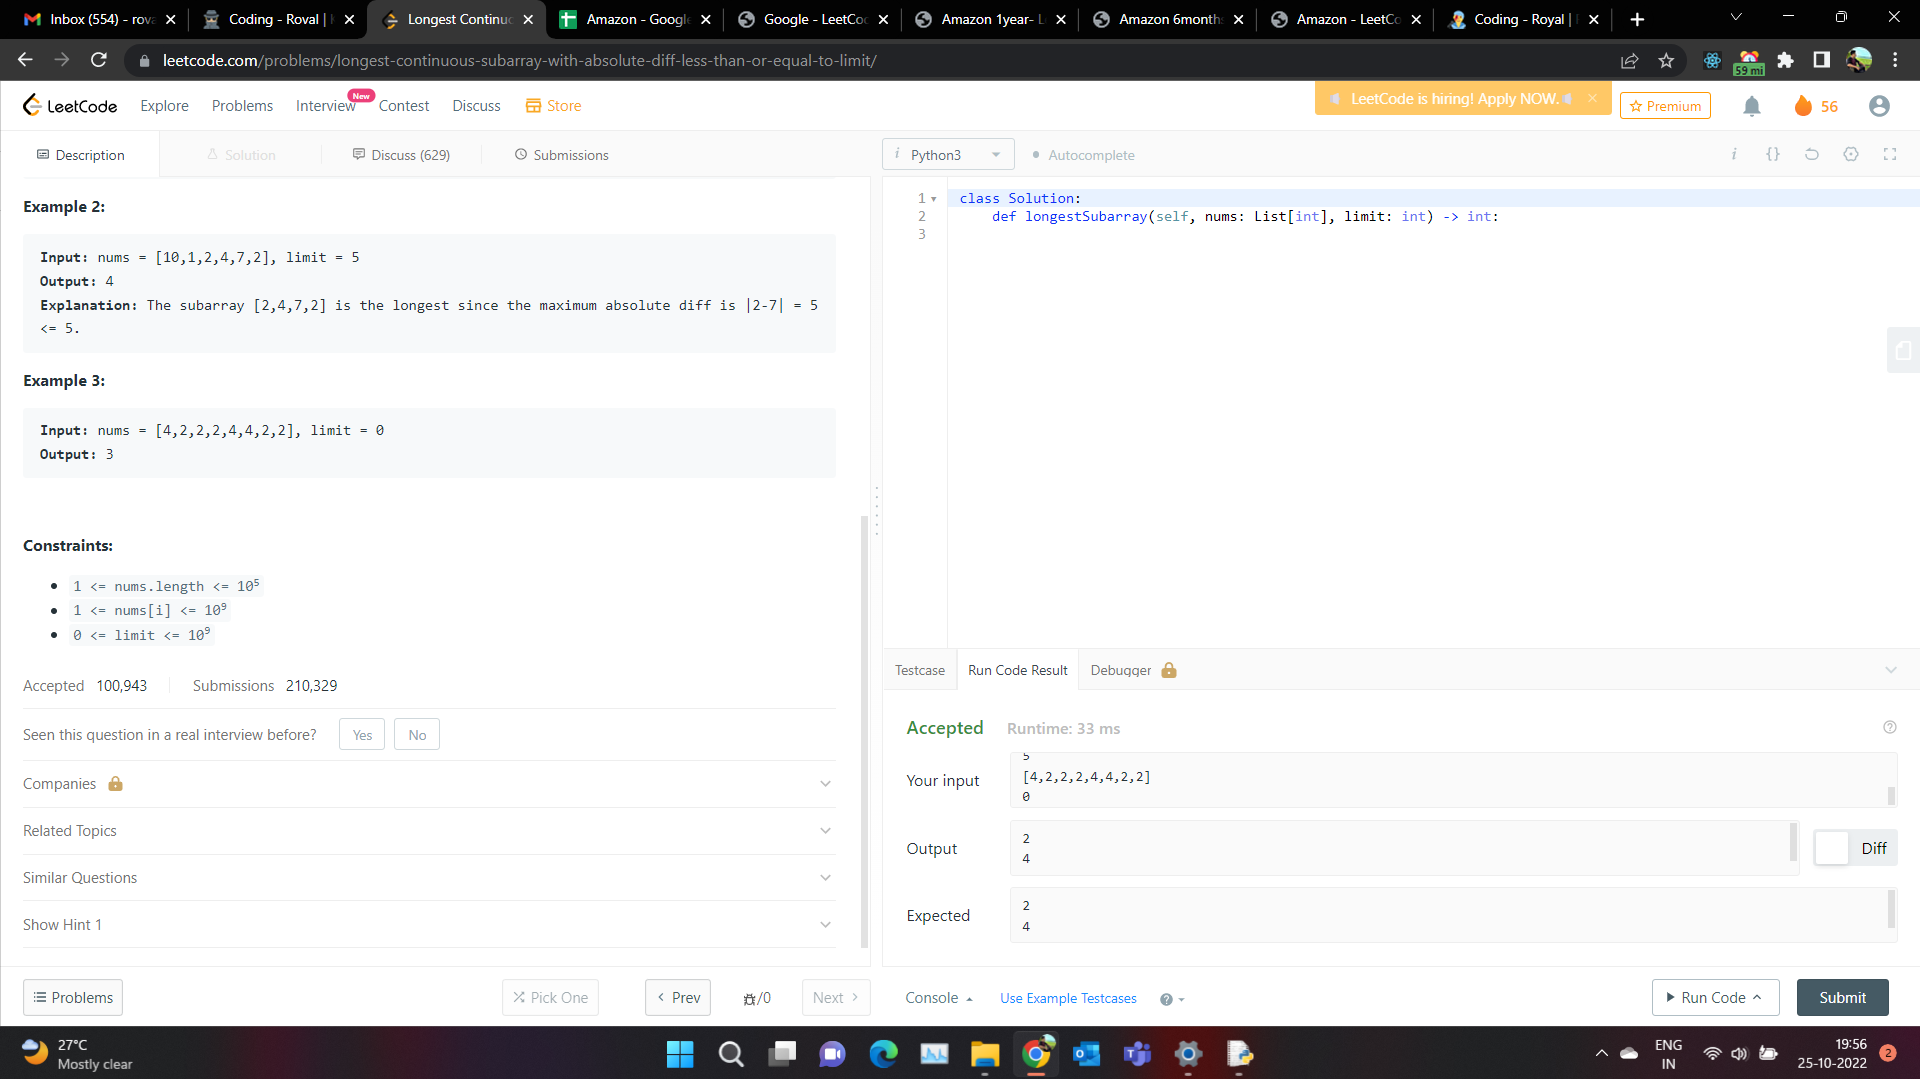 Inbox (554) - rova
Coding - Roval |
Longest Continuo
Amazon - Google
Google - LeetCo
Amazon 1year- L
Amazon 6months
Amazon - LeetCo
Coding - Royal |
leetcode.com/problems/longest-continuous-subarray-with-absolute-diff-less-than-or-equal-to-limit/
59 mi
LeetCode
Explore
Problems
Interview
New
Contest
Discuss
Store
LeetCode is hiring! Apply NOW.
Premium
56
Description
Solution
Discuss (629)
Submissions
Python3
Autocomplete
Example 2:
Input: nums = [10,1,2,4,7,2], limit = 5
Output: 4
Explanation: The subarray [2,4,7,2] is the longest since the maximum absolute diff is |2-7| = 5
<= 5.
Example 3:
Input: nums = [4,2,2,2,4,4,2,2], limit = 0
Output: 3
Constraints:
1 <= nums.length <= 10⁵
1 <= nums[i] <= 10⁹
0 <= limit <= 10⁹
Accepted 100,943 Submissions 210,329
Seen this question in a real interview before? Yes No
Companies
Related Topics
Similar Questions
Show Hint 1
Problems
Pick One
Prev
/0
Next
1 class Solution:
2 def longestSubarray(self, nums: List[int], limit: int) -> int:
3
Testcase
Run Code Result
Debugger
Accepted Runtime: 33 ms
Your input
5
[4,2,2,2,4,4,2,2]
0
Output
2
4
Diff
Expected
2
4
Console
Use Example Testcases
Run Code
Submit
27°C
Mostly clear
ENG
IN
19:56
25-10-2022
2